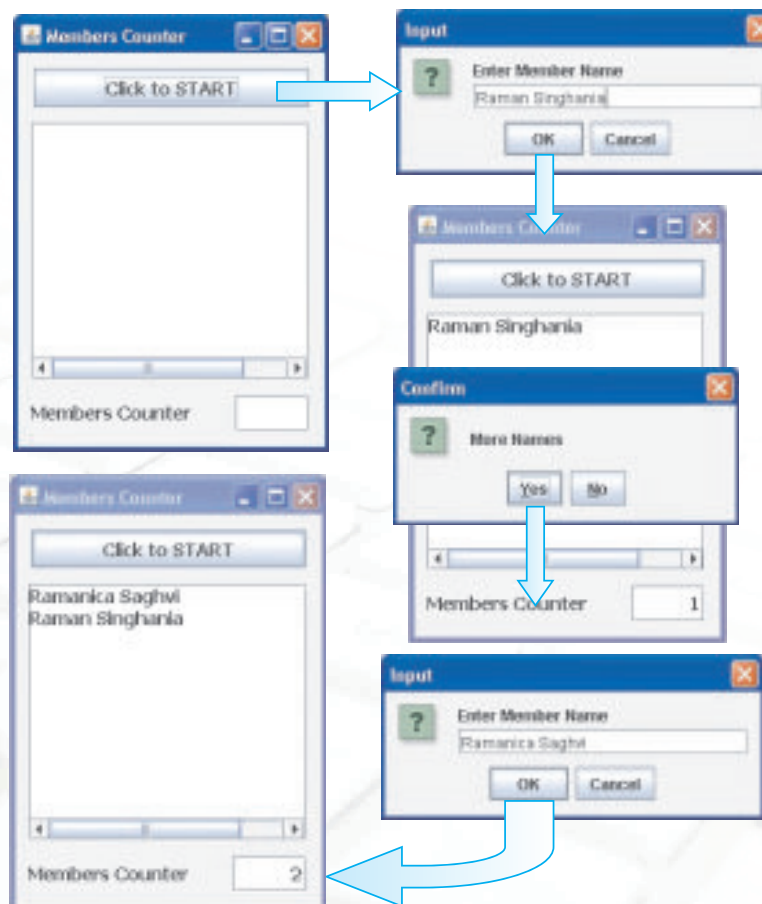 Members Counter
Click to START
Members Counter
Input
Enter Member Name
Raman Singhania
OK Cancel
Members Counter
Click to START
Raman Singhania
Confirm
More Names
Yes No
Members Counter 1
Input
Enter Member Name
Ramanica Saghvi
OK Cancel
Members Counter
Click to START
Ramanica Saghvi
Raman Singhania
Members Counter 2